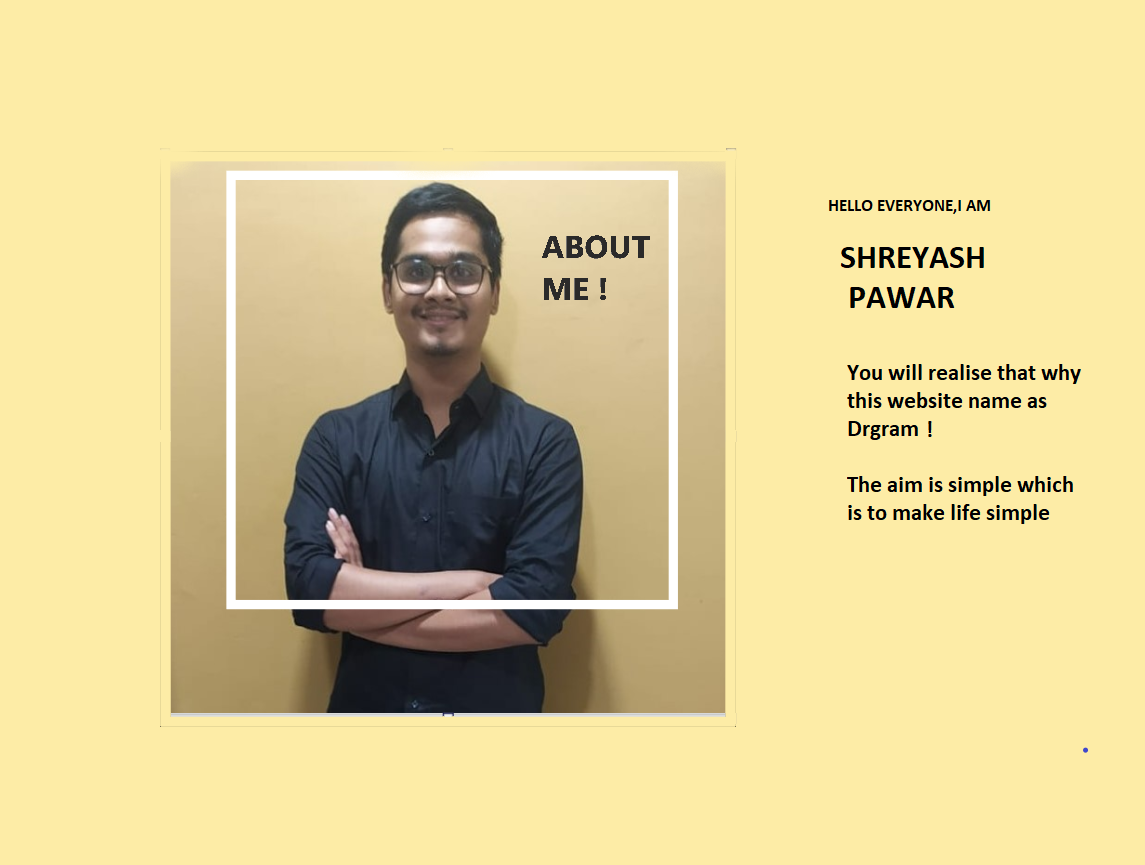 ABOUT
ME !
HELLO EVERYONE,I AM
SHREYASH
PAWAR
You will realise that why
this website name as
Drgram !
The aim is simple which
is to make life simple